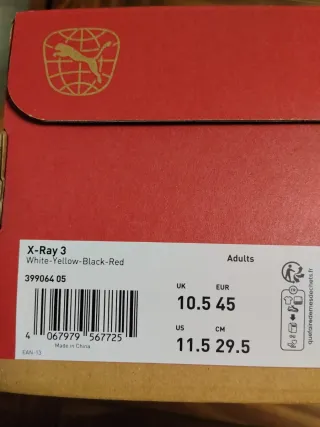 X-Ray 3
White-Yellow-Black-Red
Adults
399064 05
UK EUR
10.5 45
US CM
11.5 29.5
4 067979 567725
Made in China
EAN-13
quefairedemesdechets.fr